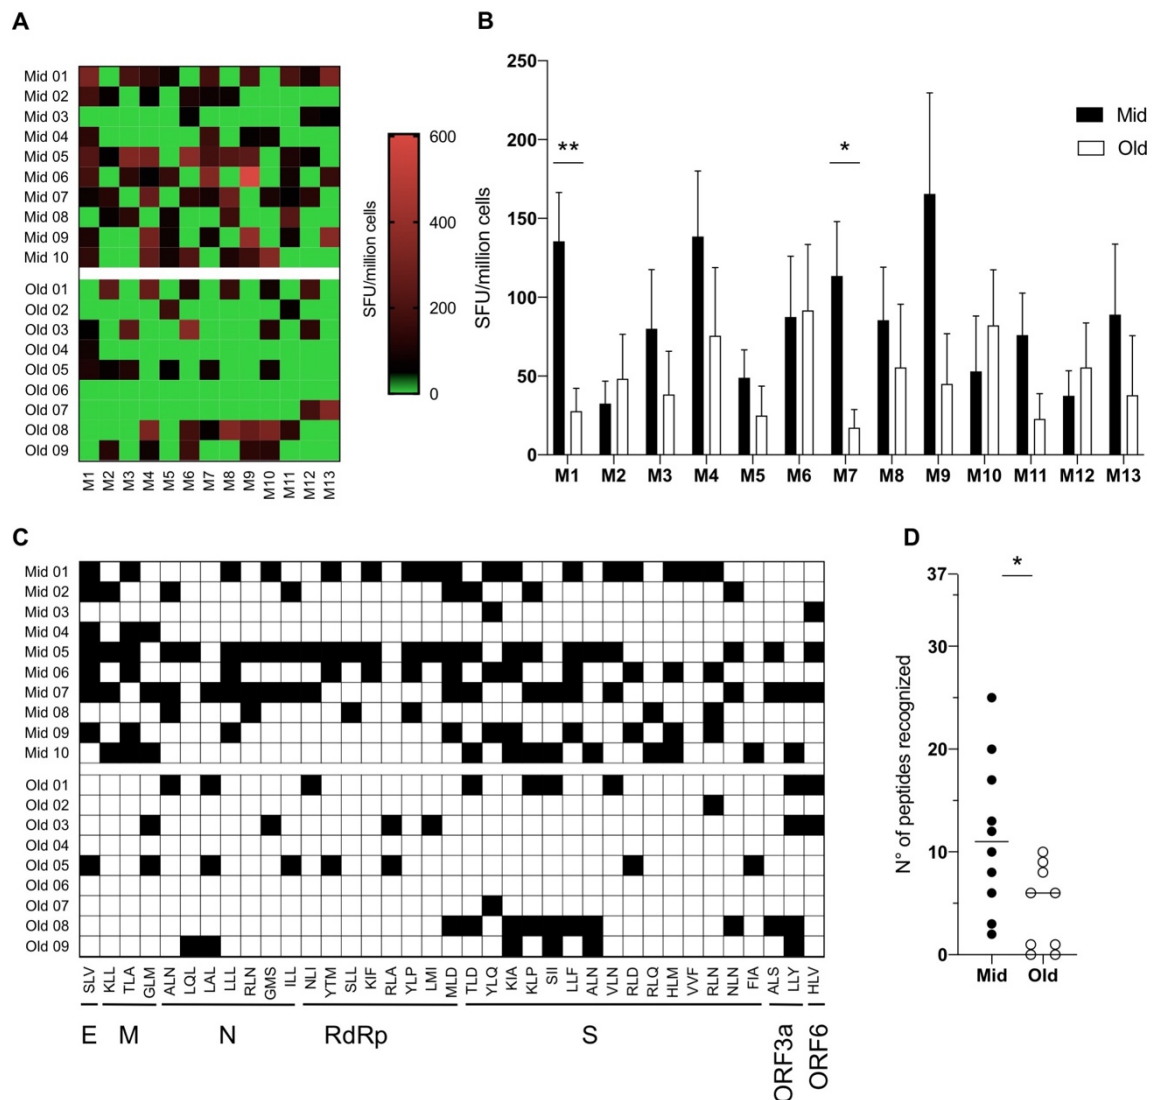 A
Mid 01
Mid 02
Mid 03
Mid 04
Mid 05
Mid 06
Mid 07
Mid 08
Mid 09
Mid 10
Old 01
Old 02
Old 03
Old 04
Old 05
Old 06
Old 07
Old 08
Old 09
M1 M2 M3 M4 M5 M6 M7 M8 M9 M10 M11 M12 M13
600
400
200
0
SFU/million cells
B
250
200
150
100
50
0
SFU/million cells
** *
Mid
Old
M1 M2 M3 M4 M5 M6 M7 M8 M9 M10 M11 M12 M13
C
Mid 01
Mid 02
Mid 03
Mid 04
Mid 05
Mid 06
Mid 07
Mid 08
Mid 09
Mid 10
Old 01
Old 02
Old 03
Old 04
Old 05
Old 06
Old 07
Old 08
Old 09
SLV KLL TLA GLM ALN LQL LAL LLL RLN GMS ILL NLI YTM SLL KIF RLA YLP LMI MLD TLD YLQ KIA KLP SII LLF ALN VLN RLD RLQ HLM VVF RLN NLN FIA ALS LLY HLV
E M N RdRp S ORF3a ORF6
D
*
37
30
20
10
0
N° of peptides recognized
Mid Old